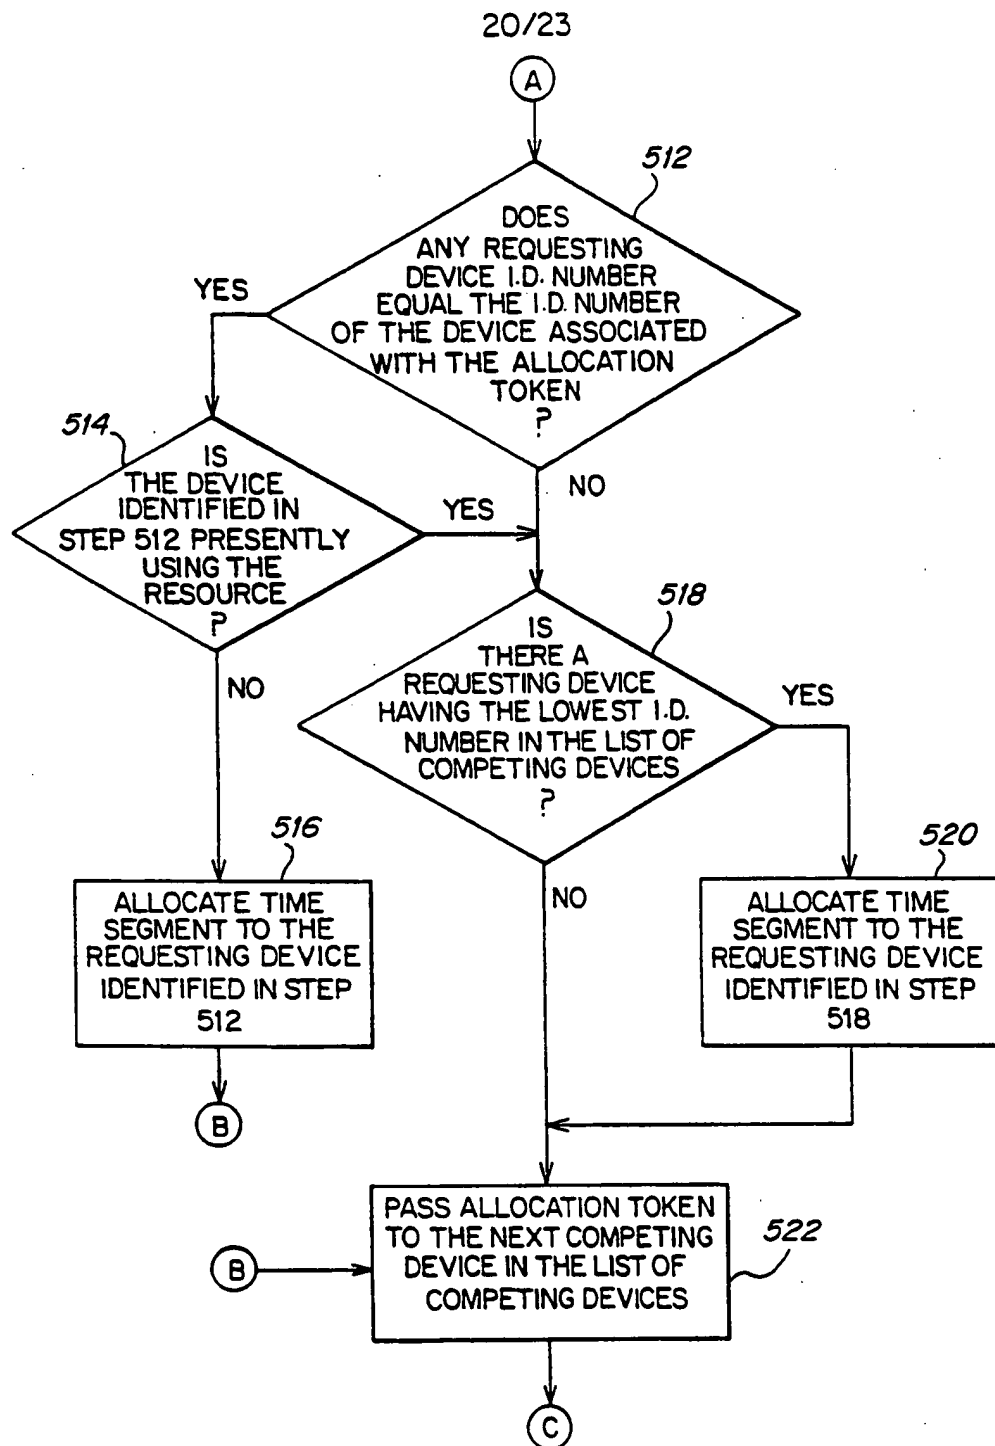 20/23
A
512
DOES
ANY REQUESTING
DEVICE I.D. NUMBER
EQUAL THE I.D. NUMBER
OF THE DEVICE ASSOCIATED
WITH THE ALLOCATION
TOKEN
?
YES
NO
514
IS
THE DEVICE
IDENTIFIED IN
STEP 512 PRESENTLY
USING THE
RESOURCE
?
YES
NO
518
IS
THERE A
REQUESTING DEVICE
HAVING THE LOWEST I.D.
NUMBER IN THE LIST OF
COMPETING DEVICES
?
YES
NO
516
ALLOCATE TIME
SEGMENT TO THE
REQUESTING DEVICE
IDENTIFIED IN STEP
512
B
520
ALLOCATE TIME
SEGMENT TO THE
REQUESTING DEVICE
IDENTIFIED IN STEP
518
B
PASS ALLOCATION TOKEN
TO THE NEXT COMPETING
DEVICE IN THE LIST OF
COMPETING DEVICES
522
C